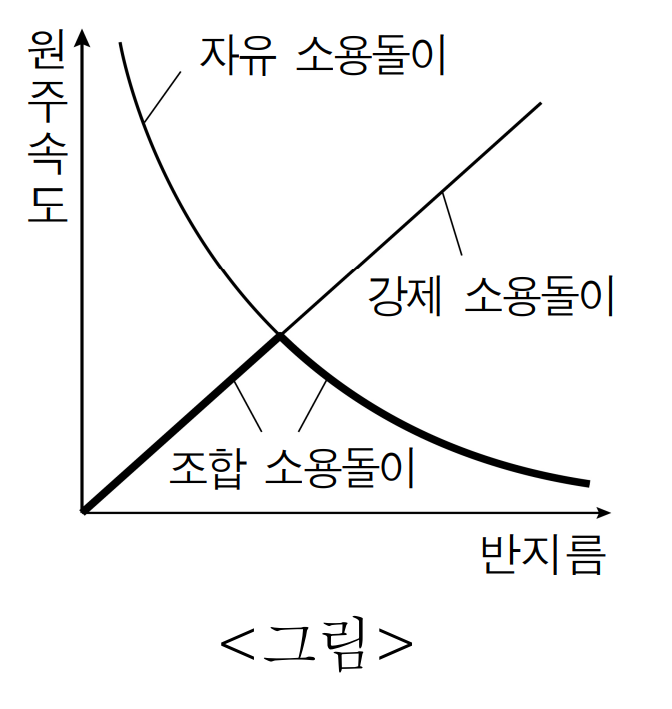 원주속도
자유 소용돌이
강제 소용돌이
조합 소용돌이
반지름
<그림>